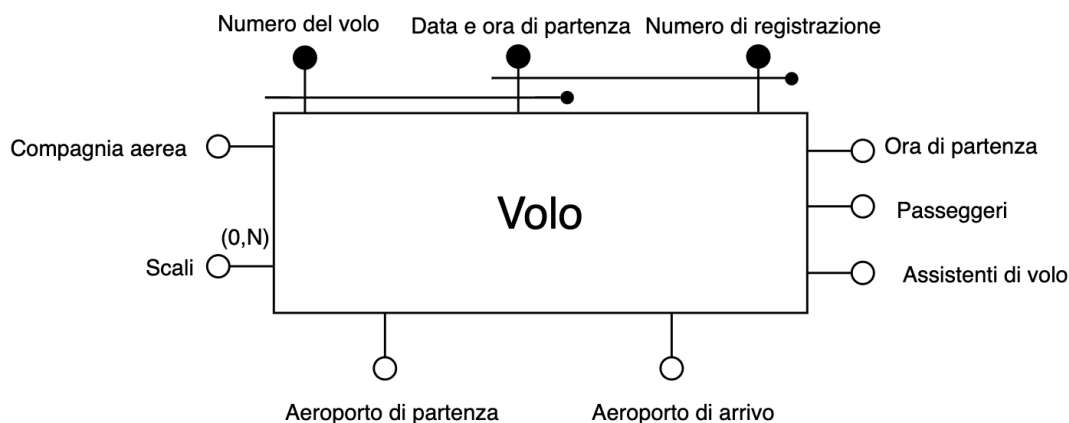 Numero del volo
Data e ora di partenza
Numero di registrazione
Compagnia aerea
Ora di partenza
Volo
Passeggeri
(0,N)
Scali
Assistenti di volo
Aeroporto di partenza
Aeroporto di arrivo